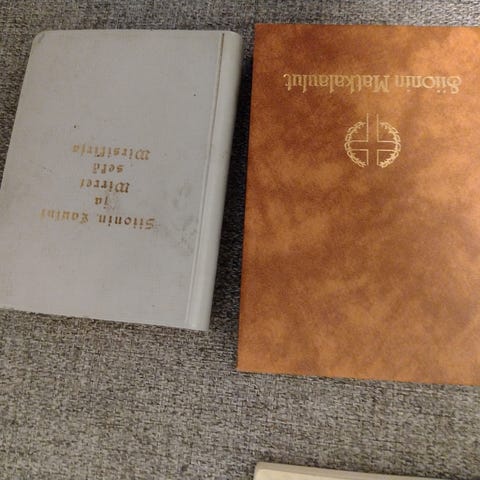 Siionin Laulut
ja
Wirret
sekä
Wirsikirja
Siionin Matkalaulut